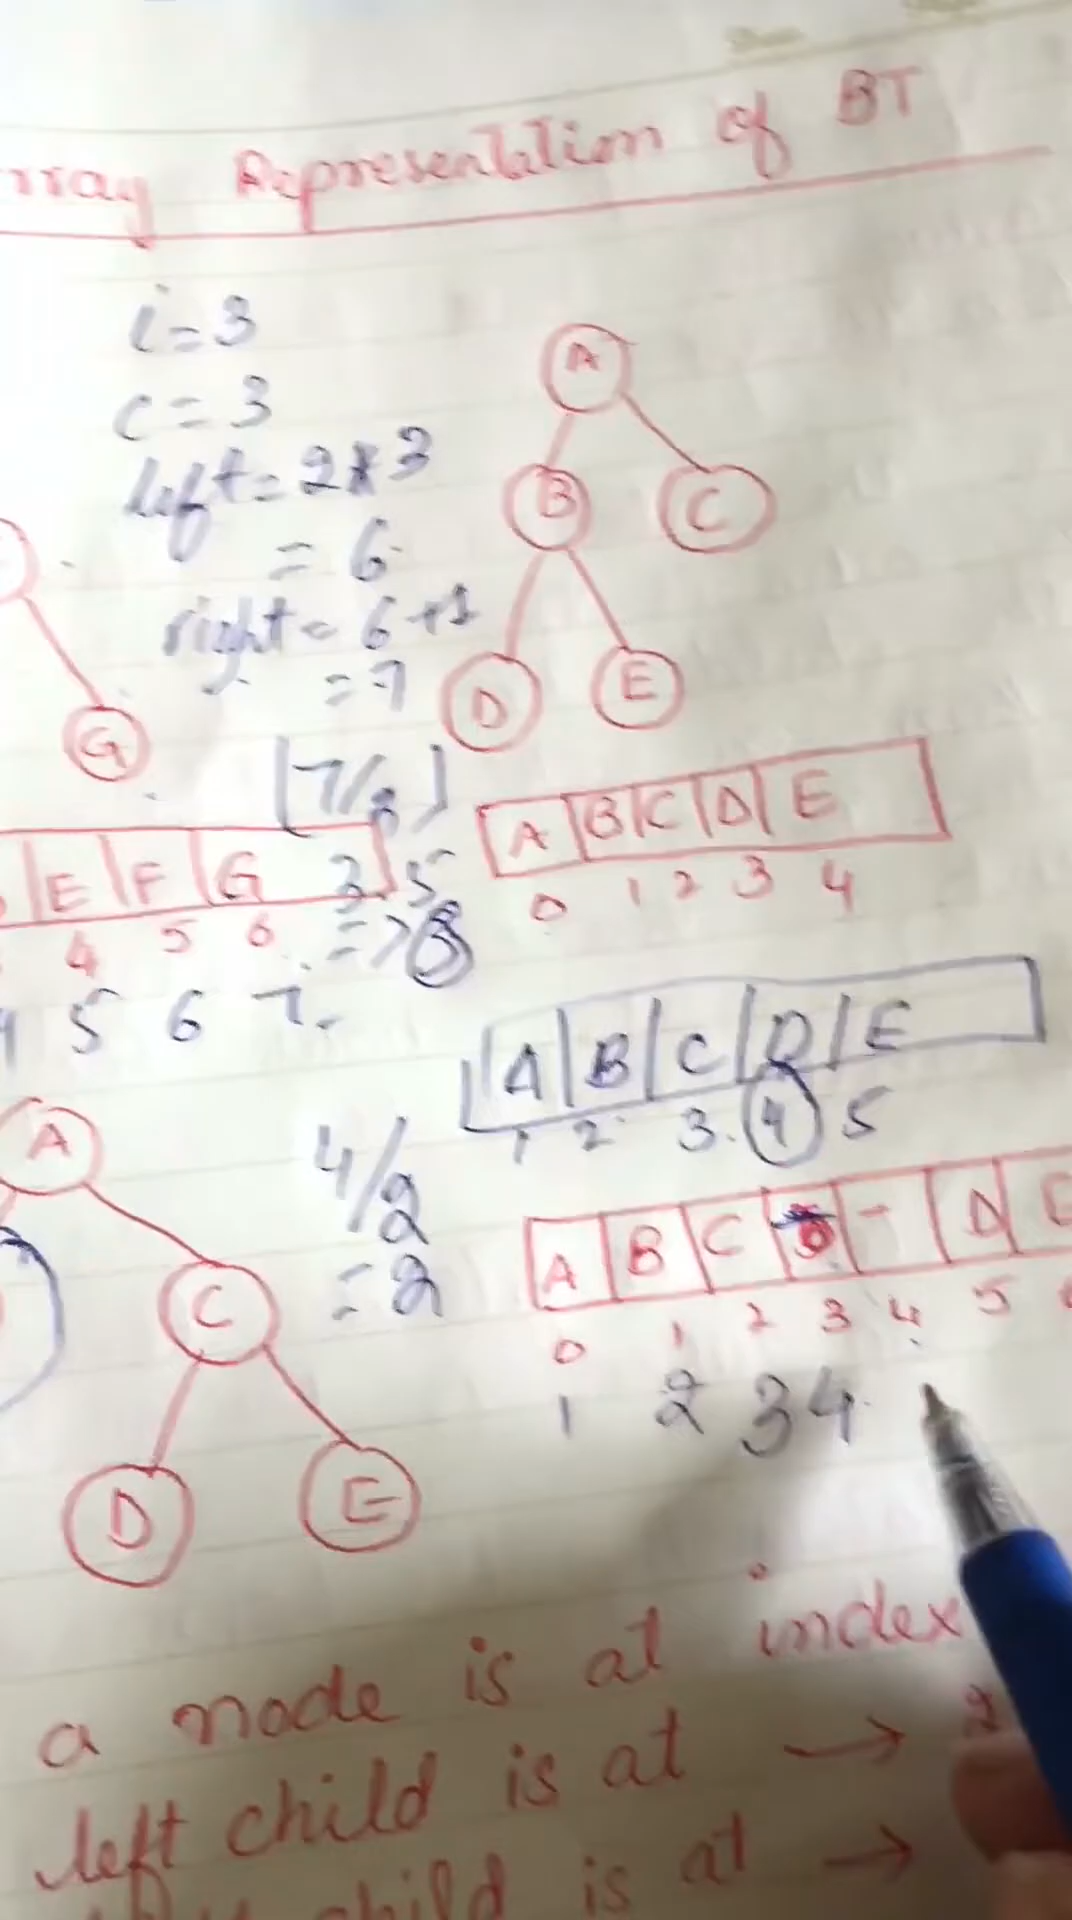 Representation of BT
i=3
c=3
left=2*3
=6
right=6+1
=7
[7/2]
3.5
=>3
A
B C
D E
G
A B C D E
0 1 2 3 4
E F G
4 5 6
4 5 6 7
A B C D E
1 2 3 4 5
4/2
=2
A
C
D E
A B C - D E
0 1 2 3 4 5
1 2 3 4
a node is at index
left child is at → 2
child is at →